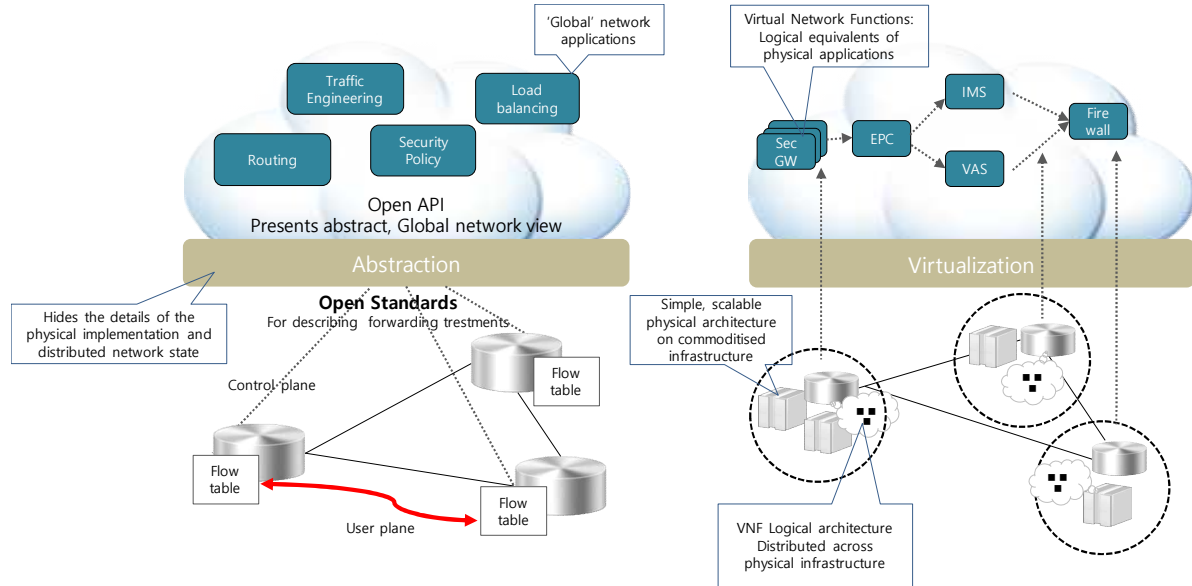 'Global' network
applications
Traffic
Engineering
Load
balancing
Routing
Security
Policy
Open API
Presents abstract, Global network view
Abstraction
Hides the details of the
physical implementation and
distributed network state
Open Standards
For describing forwarding trestments
Control plane
Flow
table
Flow
table
Flow
table
User plane
Virtual Network Functions:
Logical equivalents of
physical applications
Sec
GW
EPC
IMS
VAS
Fire
wall
Virtualization
Simple, scalable
physical architecture
on commoditised
infrastructure
VNF Logical architecture
Distributed across
physical infrastructure